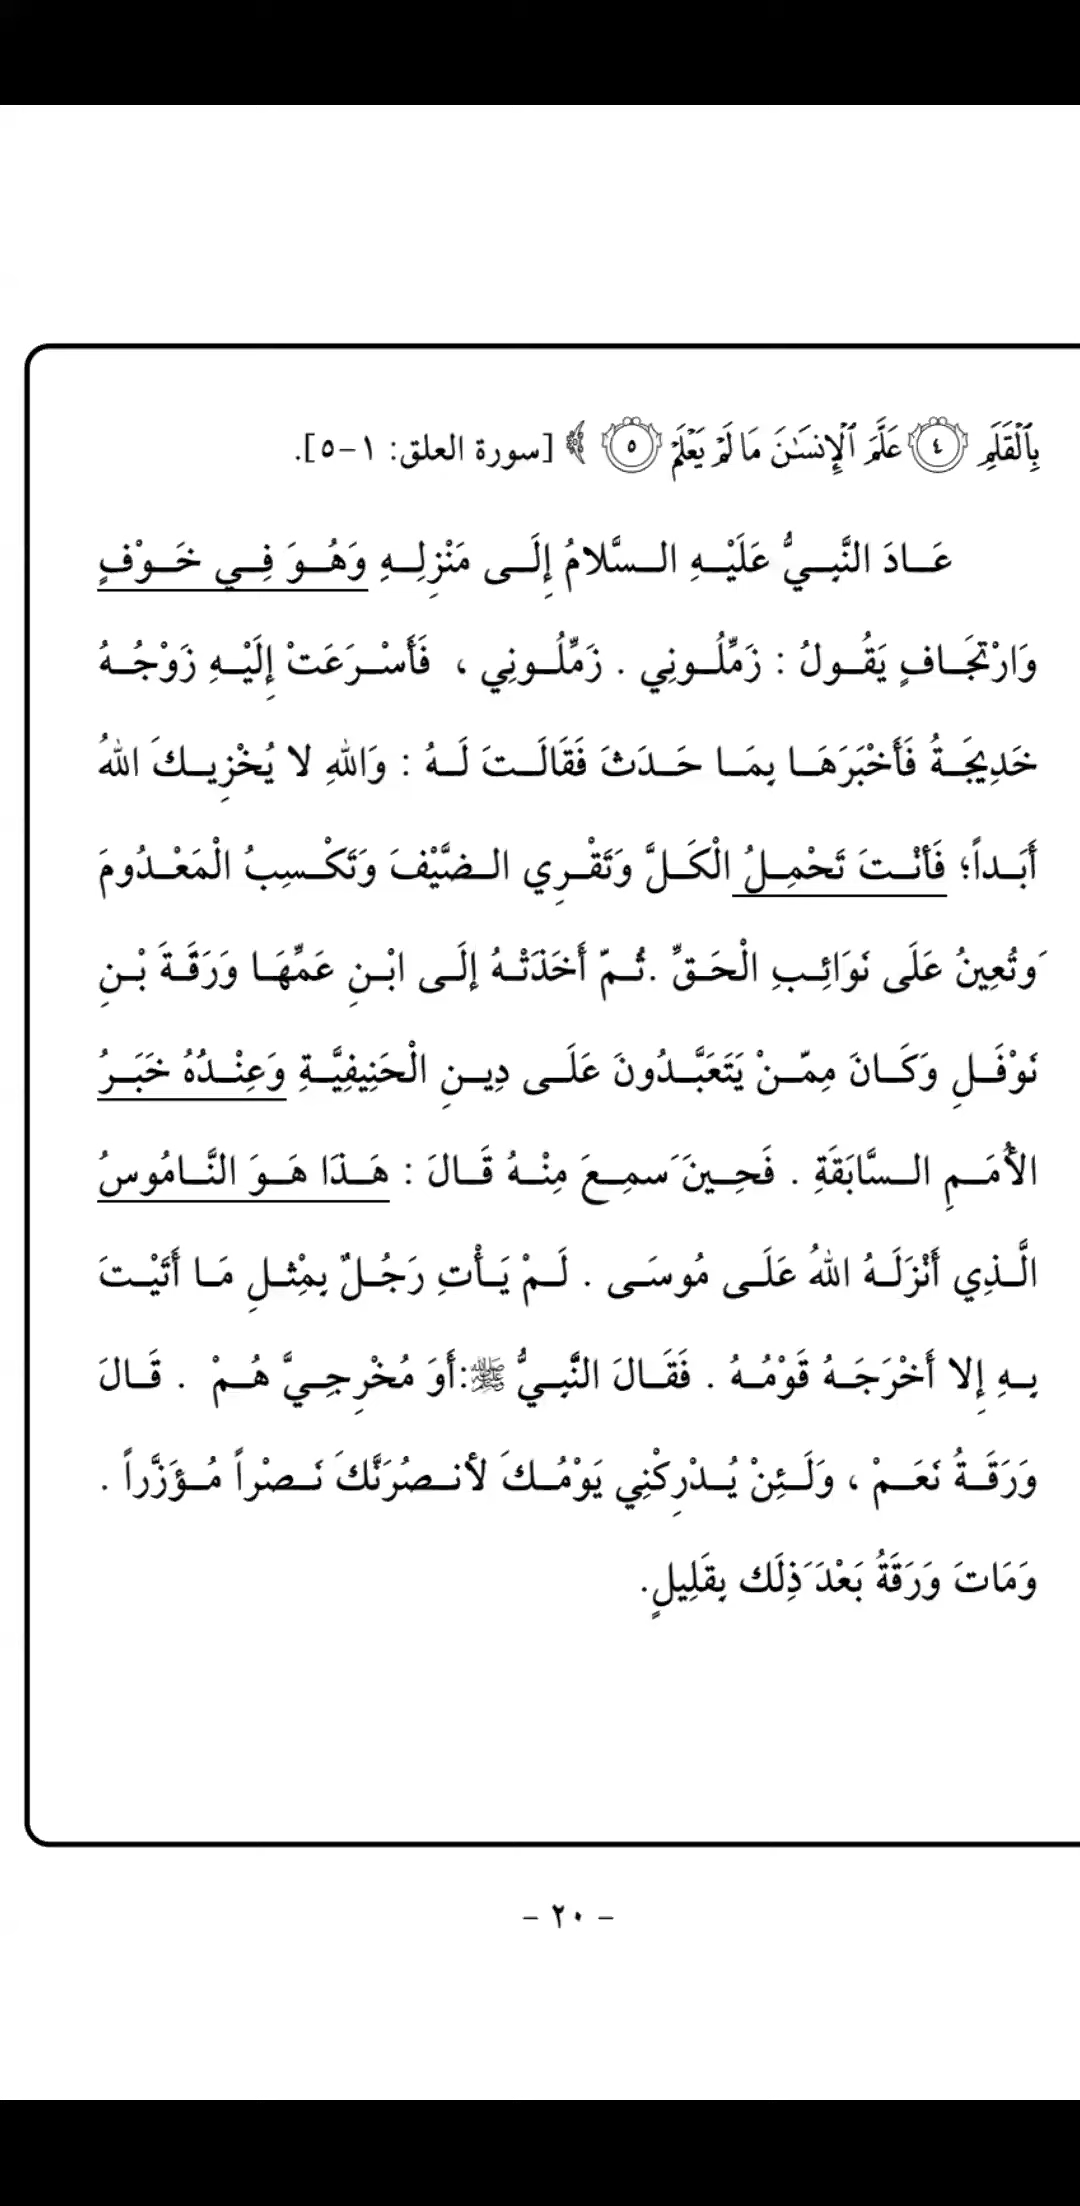 بِٱلْقَلَمِ ٤ عَلَّمَ ٱلْإِنسَٰنَ مَا لَمْ يَعْلَمْ ٥ ﴾ [سورة العلق: ١-٥].
عَادَ النَّبِيُّ عَلَيْهِ السَّلامُ إِلَى مَنْزِلِهِ وَهُوَ فِي خَوْفٍ
وَارْتَجَافٍ يَقُولُ : زَمِّلُونِي . زَمِّلُونِي ، فَأَسْرَعَتْ إِلَيْهِ زَوْجُهُ
خَدِيجَةُ فَأَخْبَرَهَا بِمَا حَدَثَ فَقَالَتَ لَهُ : وَاللهِ لا يُخْزِيكَ اللهُ
أَبَداً؛ فَأَنْتَ تَحْمِلُ الْكَلَّ وَتَقْرِي الضَّيْفَ وَتَكْسِبُ الْمَعْدُومَ
وَتُعِينُ عَلَى نَوَائِبِ الْحَقِّ .ثُمّ أَخَذَتْهُ إِلَى ابْنِ عَمِّهَا وَرَقَةَ بْنِ
نَوْفَلِ وَكَانَ مِمّنْ يَتَعَبَّدُونَ عَلَى دِينِ الْحَنِيفِيَّةِ وَعِنْدُهُ خَبَرُ
الأُمَمِ السَّابَقَةِ . فَحِينَ سَمِعَ مِنْهُ قَالَ : هَذَا هَوَ النَّامُوسُ
الَّذِي أَنْزَلَهُ اللهُ عَلَى مُوسَى . لَمْ يَأْتِ رَجُلٌ بِمْثلِ مَا أَتَيْتَ
بِهِ إِلا أَخْرَجَهُ قَوْمُهُ . فَقَالَ النَّبِيُّ ﷺ:أَوَ مُخْرِجِيَّ هُمْ . قَالَ
وَرَقَةُ نَعَمْ ، وَلَئِنْ يُدْرِكْنِي يَوْمُكَ لأنصُرَنَّكَ نَصْراً مُؤَزَّراً .
وَمَاتَ وَرَقَةُ بَعْدَ ذِلَك بِقَلِيلٍ.
- ٢٠ -